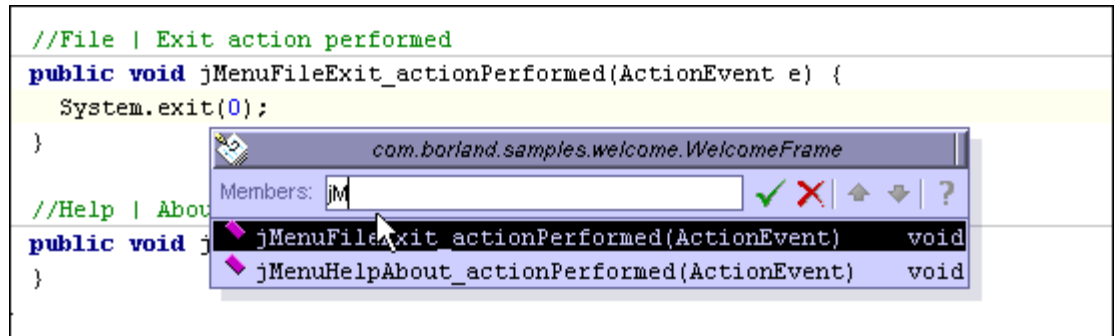 //File | Exit action performed
public void jMenuFileExit_actionPerformed(ActionEvent e) {
System.exit(0);
}
com.borland.samples.welcome.WelcomeFrame
Members: jM
//Help | Abou
jMenuFileExit_actionPerformed(ActionEvent) void
public void j
jMenuHelpAbout_actionPerformed(ActionEvent) void
}